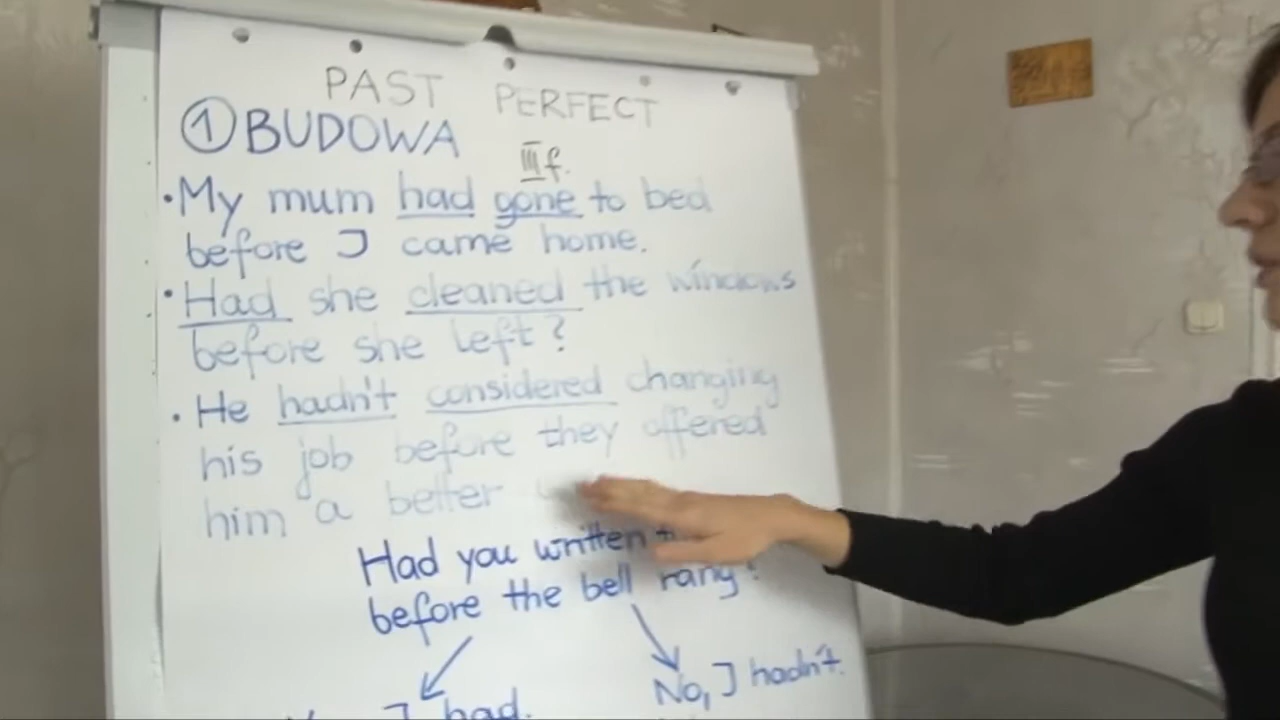 PAST PERFECT
① BUDOWA
III f.
• My mum had gone to bed
before I came home.
• Had she cleaned the windows
before she left?
• He hadn't considered changing
his job before they offered
him a better
Had you written
before the bell rang?
I had.
No, I hadn't.